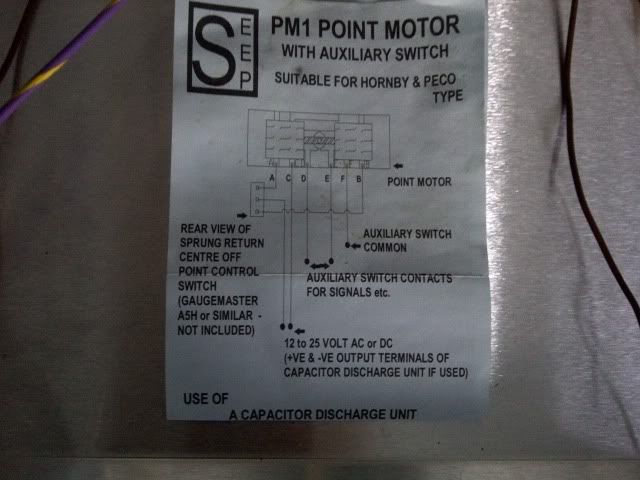 SEEP
PM1 POINT MOTOR
WITH AUXILIARY SWITCH
SUITABLE FOR HORNBY & PECO
TYPE
A C D E F B
POINT MOTOR
REAR VIEW OF
SPRUNG RETURN
CENTRE OFF
POINT CONTROL
SWITCH
(GAUGEMASTER
A5H or SIMILAR -
NOT INCLUDED)
AUXILIARY SWITCH
COMMON
AUXILIARY SWITCH CONTACTS
FOR SIGNALS etc.
12 to 25 VOLT AC or DC
(+VE & -VE OUTPUT TERMINALS OF
CAPACITOR DISCHARGE UNIT IF USED)
USE OF
A CAPACITOR DISCHARGE UNIT